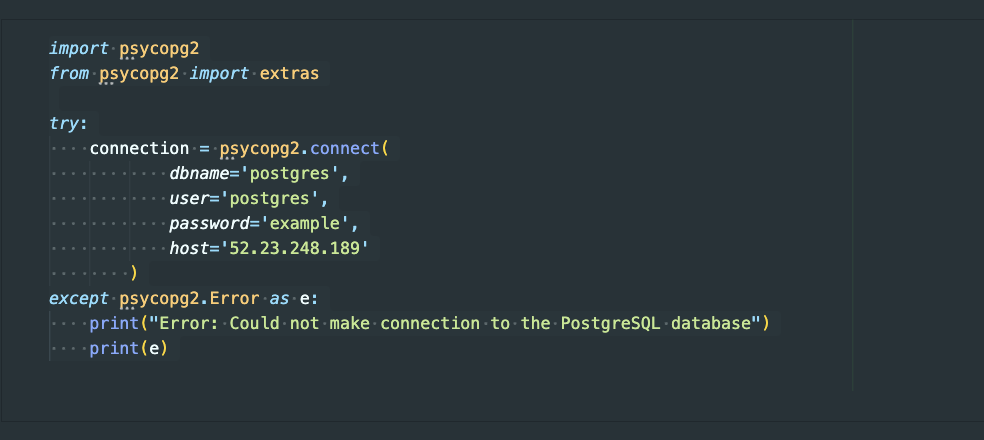 import psycopg2
from psycopg2 import extras
try:
connection = psycopg2.connect(
dbname='postgres',
user='postgres',
password='example',
host='52.23.248.189'
)
except psycopg2.Error as e:
print("Error: Could not make connection to the PostgreSQL database")
print(e)